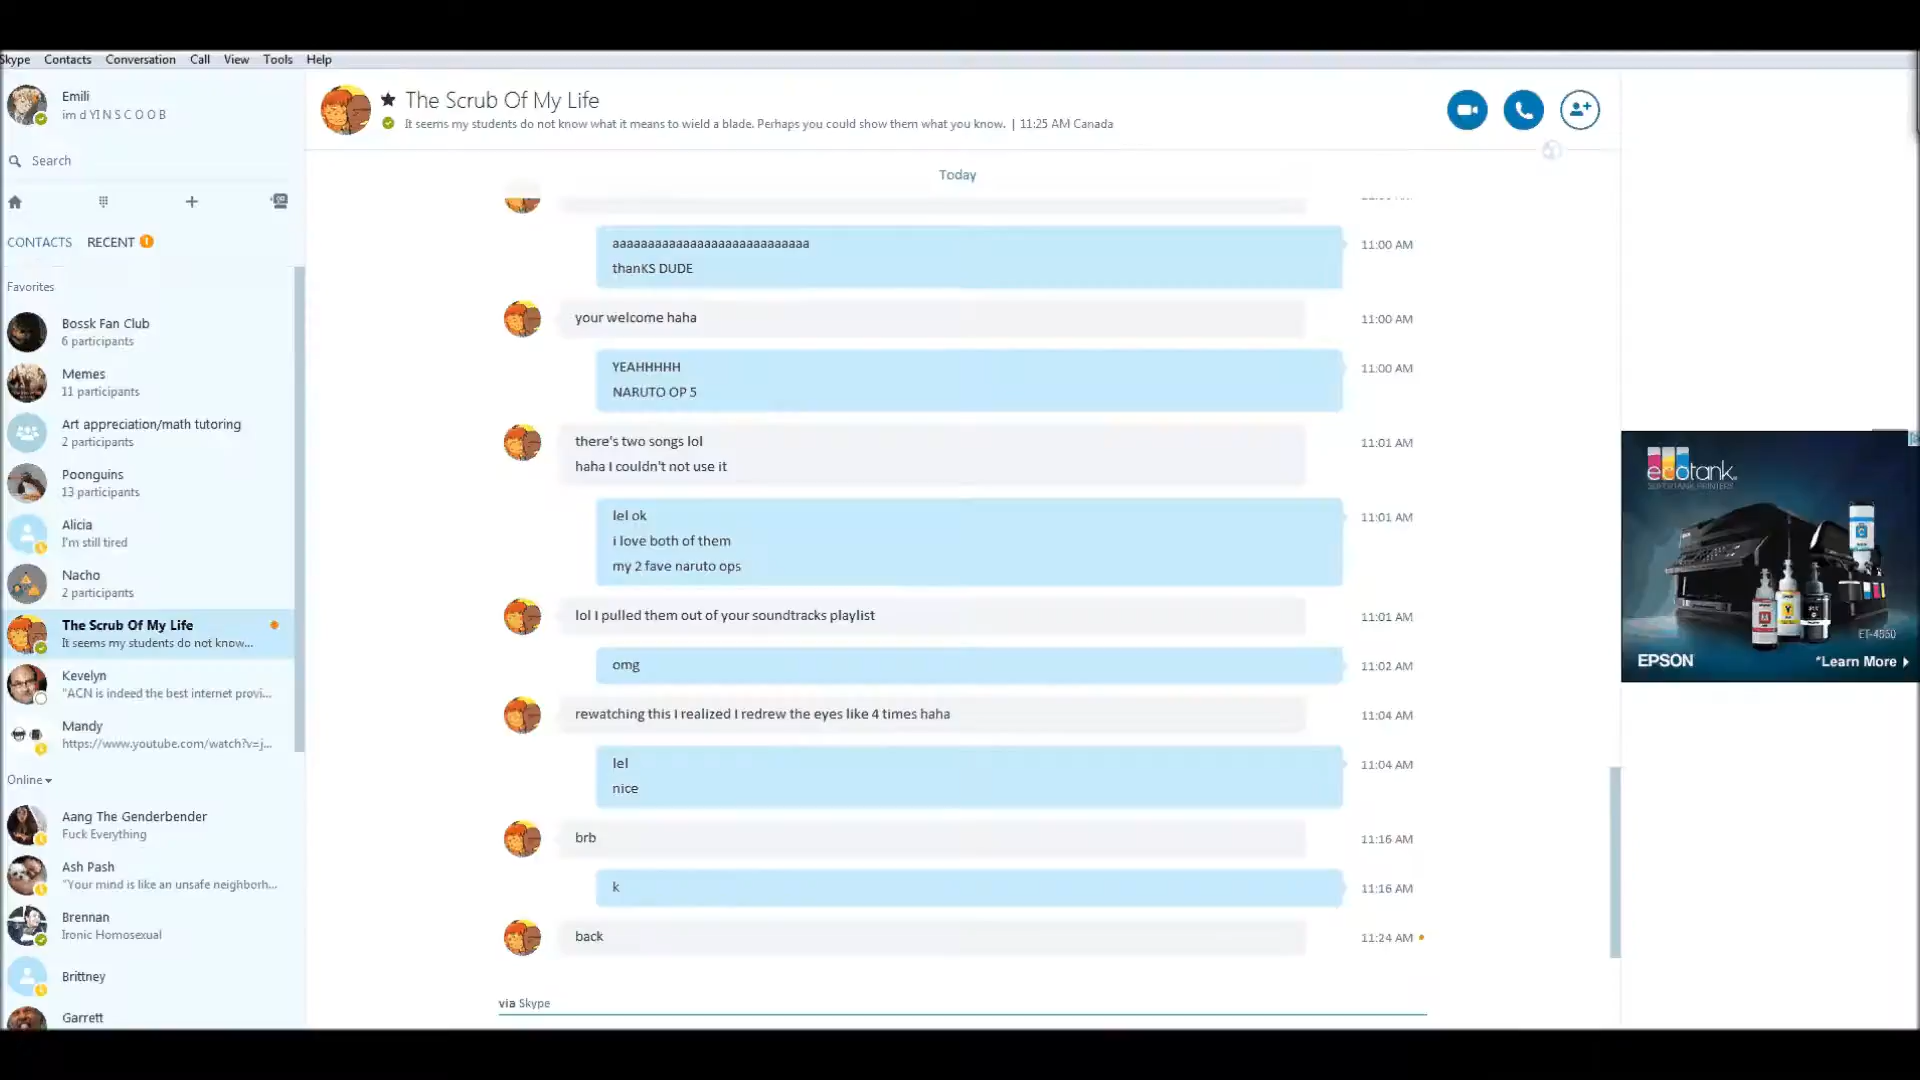 Skype Contacts Conversation Call View Tools Help
Emili
im d Y I N S C O O B
Search
CONTACTS RECENT 1
Favorites
Bossk Fan Club
6 participants
Memes
11 participants
Art appreciation/math tutoring
2 participants
Poonguins
13 participants
Alicia
I'm still tired
Nacho
2 participants
The Scrub Of My Life
It seems my students do not know...
Kevelyn
"ACN is indeed the best internet provi...
Mandy
https://www.youtube.com/watch?v=j...
Online
Aang The Genderbender
Fuck Everything
Ash Pash
"Your mind is like an unsafe neighborh...
Brennan
Ironic Homosexual
Brittney
Garrett
The Scrub Of My Life
It seems my students do not know what it means to wield a blade. Perhaps you could show them what you know. | 11:25 AM Canada
Today
aaaaaaaaaaaaaaaaaaaaaaaaaaaa 11:00 AM
thanKS DUDE
your welcome haha 11:00 AM
YEAHHHHH 11:00 AM
NARUTO OP 5
there's two songs lol 11:01 AM
haha I couldn't not use it
lel ok 11:01 AM
i love both of them
my 2 fave naruto ops
lol I pulled them out of your soundtracks playlist 11:01 AM
omg 11:02 AM
rewatching this I realized I redrew the eyes like 4 times haha 11:04 AM
lel 11:04 AM
nice
brb 11:16 AM
k 11:16 AM
back 11:24 AM
via Skype
ecotank
SUPERTANK PRINTERS
ET-4550
EPSON *Learn More